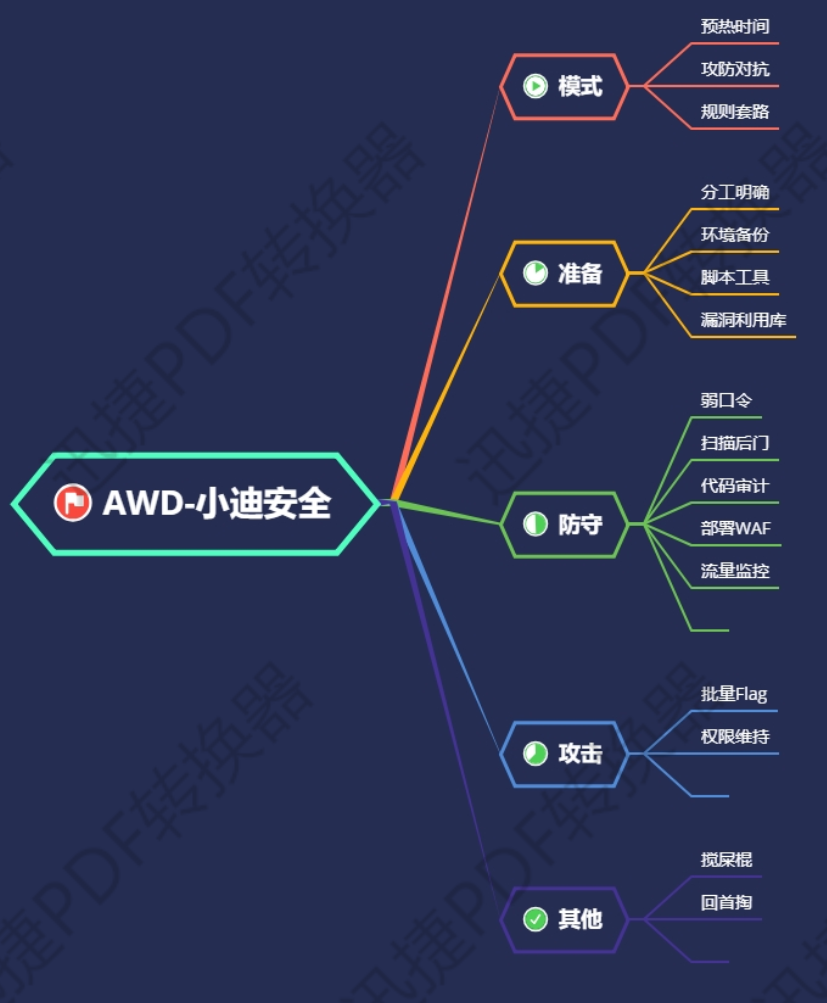 预热时间
模式
攻防对抗
规则套路
分工明确
环境备份
准备
脚本工具
漏洞利用库
弱口令
扫描后门
代码审计
AWD-小迪安全
防守
部署WAF
流量监控
批量Flag
权限维持
攻击
搅屎棍
回首掏
其他
迅捷PDF转换器
迅捷PDF转换器
迅捷PDF转换器
迅捷PDF转换器